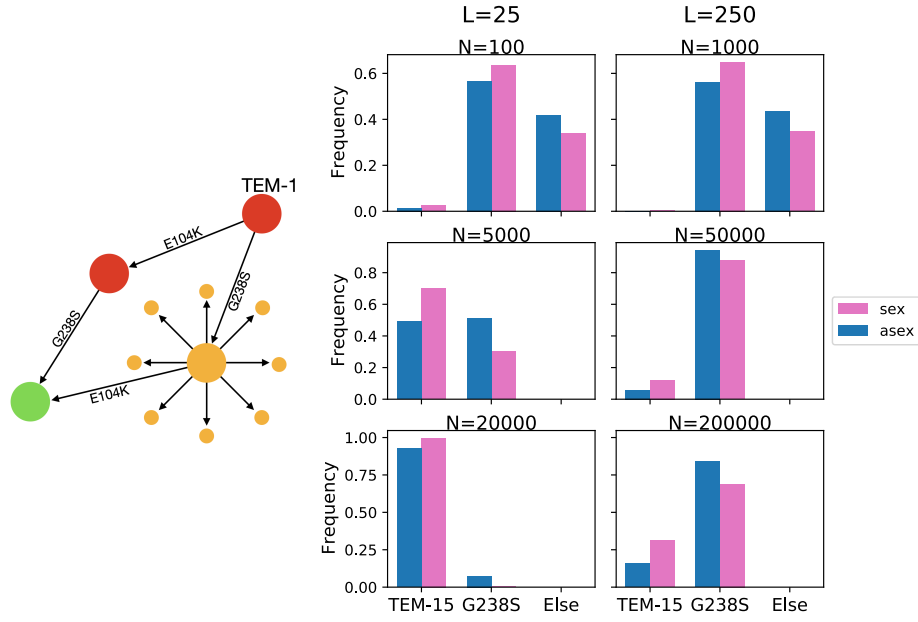 L=25
L=250
N=100
N=1000
Frequency
0.6
0.4
0.2
0.0
TEM-1
E104K
G238S
G238S
E104K
N=5000
N=50000
Frequency
0.8
0.6
0.4
0.2
0.0
sex
asex
N=20000
N=200000
Frequency
1.00
0.75
0.50
0.25
0.00
TEM-15 G238S Else
TEM-15 G238S Else